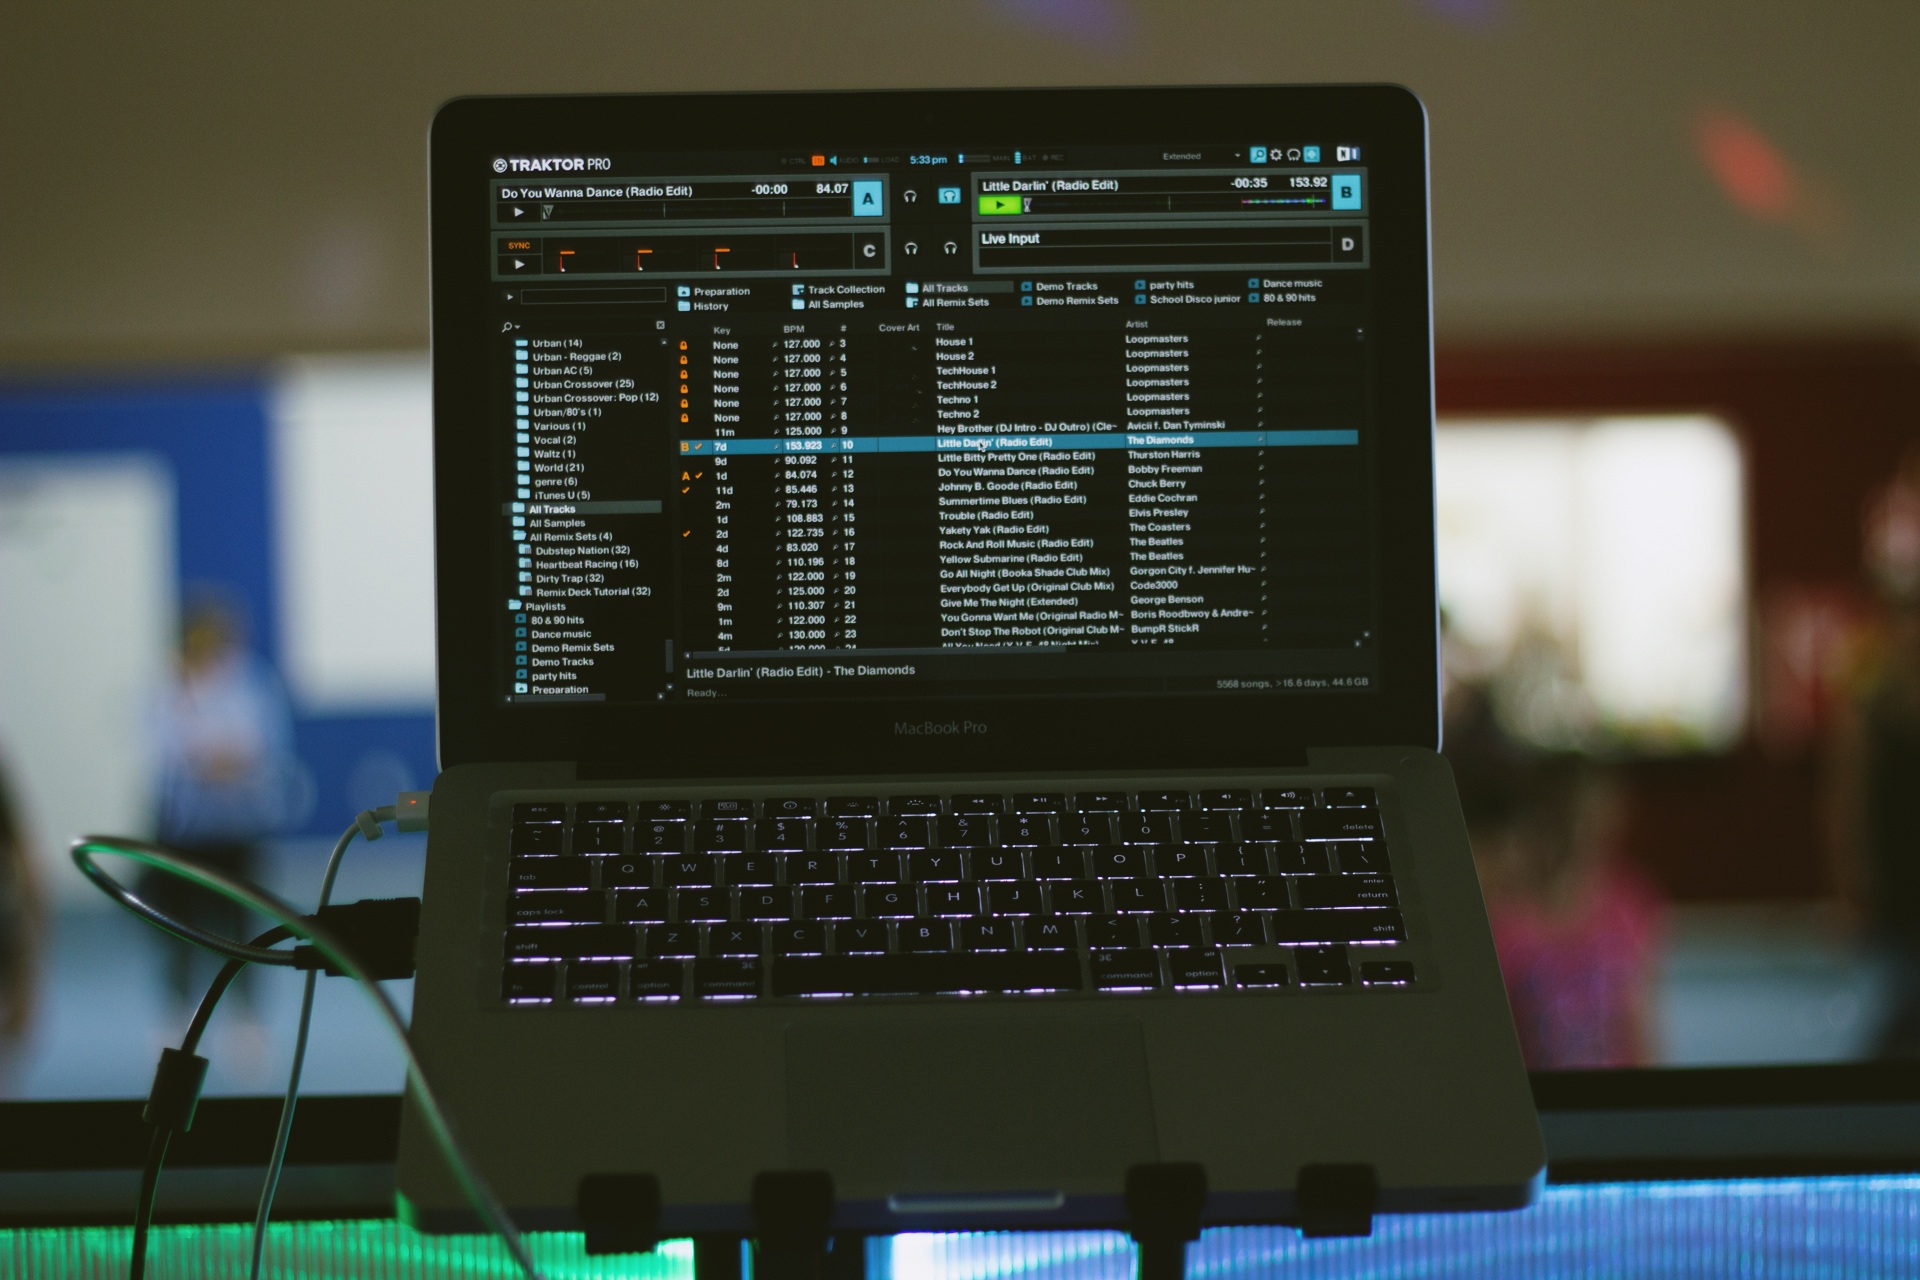 TRAKTOR PRO
CTRL AUDIO LOAD 5:33 pm MAIN BAT REC Extended
Do You Wanna Dance (Radio Edit) -00:00 84.07 A
Little Darlin' (Radio Edit) -00:35 153.92 B
SYNC
C
Live Input D
Preparation Track Collection All Tracks Demo Tracks party hits Dance music
History All Samples All Remix Sets Demo Remix Sets School Disco junior 80 & 90 hits
Urban (14)
Urban - Reggae (2)
Urban AC (5)
Urban Crossover (25)
Urban Crossover: Pop (12)
Urban/80's (1)
Various (1)
Vocal (2)
Waltz (1)
World (21)
genre (6)
iTunes U (5)
All Tracks
All Samples
All Remix Sets (4)
Dubstep Nation (32)
Heartbeat Racing (16)
Dirty Trap (32)
Remix Deck Tutorial (32)
Playlists
80 & 90 hits
Dance music
Demo Remix Sets
Demo Tracks
party hits
Preparation
Key BPM # Cover Art Title Artist Release
None 127.000 3 House 1 Loopmasters
None 127.000 4 House 2 Loopmasters
None 127.000 5 TechHouse 1 Loopmasters
None 127.000 6 TechHouse 2 Loopmasters
None 127.000 7 Techno 1 Loopmasters
None 127.000 8 Techno 2 Loopmasters
11m 125.000 9 Hey Brother (DJ Intro - DJ Outro) (Cle~ Avicii f. Dan Tyminski
B 7d 153.923 10 Little Darlin' (Radio Edit) The Diamonds
9d 90.092 11 Little Bitty Pretty One (Radio Edit) Thurston Harris
A 1d 84.074 12 Do You Wanna Dance (Radio Edit) Bobby Freeman
11d 85.446 13 Johnny B. Goode (Radio Edit) Chuck Berry
2m 79.173 14 Summertime Blues (Radio Edit) Eddie Cochran
1d 108.883 15 Trouble (Radio Edit) Elvis Presley
2d 122.735 16 Yakety Yak (Radio Edit) The Coasters
4d 83.020 17 Rock And Roll Music (Radio Edit) The Beatles
8d 110.196 18 Yellow Submarine (Radio Edit) The Beatles
2m 122.000 19 Go All Night (Booka Shade Club Mix) Gorgon City f. Jennifer Hu~
2d 125.000 20 Everybody Get Up (Original Club Mix) Code3000
9m 110.307 21 Give Me The Night (Extended) George Benson
1m 122.000 22 You Gonna Want Me (Original Radio M~ Boris Roodbwoy & Andre~
4m 130.000 23 Don't Stop The Robot (Original Club M~ BumpR StickR
Little Darlin' (Radio Edit) - The Diamonds
Ready...
5568 songs, >16.6 days, 44.6 GB
MacBook Pro
esc
~ ! @ # $ % ^ & * ( ) - +
1 2 3 4 5 6 7 8 9 0 = delete
tab Q W E R T Y U I O P { [ } ] | \
caps lock A S D F G H J K L : ; " enter return
shift Z X C V B N M < , > . ? / shift
fn control alt option ⌘ command ⌘ command alt option